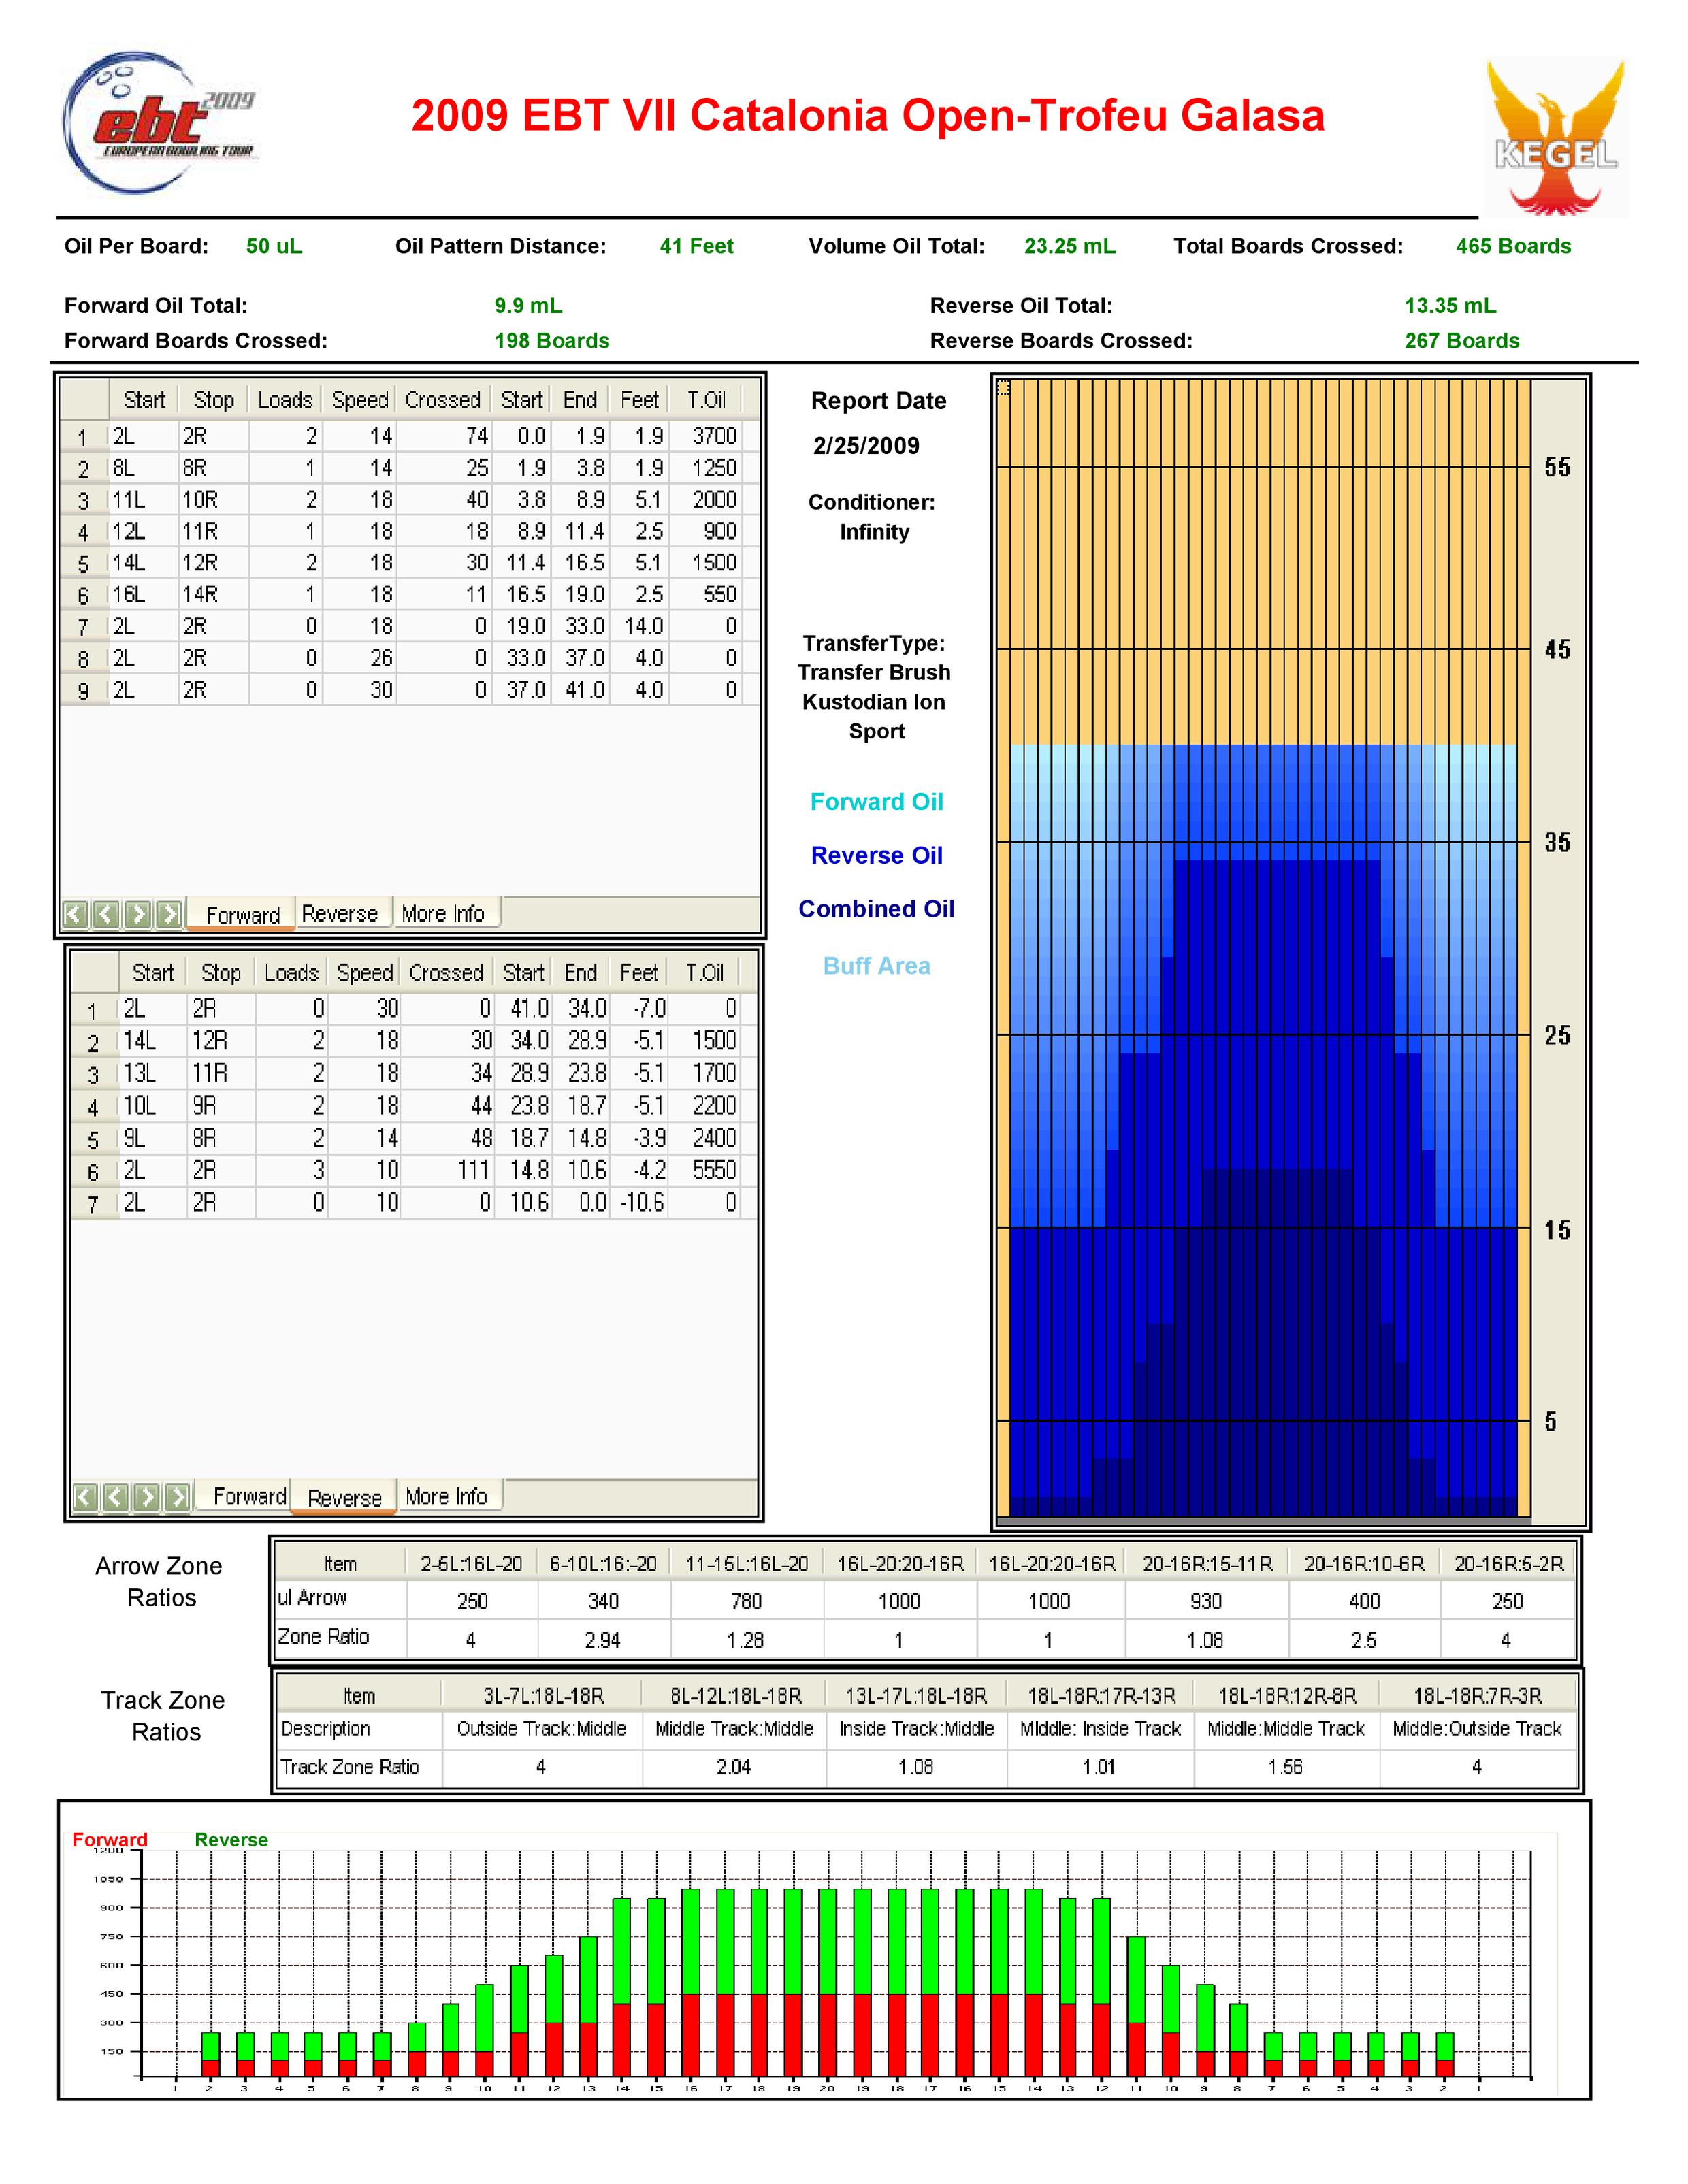 ebt 2009
EUROPEAN BOWLING TOUR
2009 EBT VII Catalonia Open-Trofeu Galasa
KEGEL
Oil Per Board: 50 uL Oil Pattern Distance: 41 Feet Volume Oil Total: 23.25 mL Total Boards Crossed: 465 Boards
Forward Oil Total: 9.9 mL Reverse Oil Total: 13.35 mL
Forward Boards Crossed: 198 Boards Reverse Boards Crossed: 267 Boards
Start Stop Loads Speed Crossed Start End Feet T.Oil
1 2L 2R 2 14 74 0.0 1.9 1.9 3700
2 8L 8R 1 14 25 1.9 3.8 1.9 1250
3 11L 10R 2 18 40 3.8 8.9 5.1 2000
4 12L 11R 1 18 18 8.9 11.4 2.5 900
5 14L 12R 2 18 30 11.4 16.5 5.1 1500
6 16L 14R 1 18 11 16.5 19.0 2.5 550
7 2L 2R 0 18 0 19.0 33.0 14.0 0
8 2L 2R 0 26 0 33.0 37.0 4.0 0
9 2L 2R 0 30 0 37.0 41.0 4.0 0
Forward Reverse More Info
Start Stop Loads Speed Crossed Start End Feet T.Oil
1 2L 2R 0 30 0 41.0 34.0 -7.0 0
2 14L 12R 2 18 30 34.0 28.9 -5.1 1500
3 13L 11R 2 18 34 28.9 23.8 -5.1 1700
4 10L 9R 2 18 44 23.8 18.7 -5.1 2200
5 9L 8R 2 14 48 18.7 14.8 -3.9 2400
6 2L 2R 3 10 111 14.8 10.6 -4.2 5550
7 2L 2R 0 10 0 10.6 0.0 -10.6 0
Forward Reverse More Info
Report Date
2/25/2009
Conditioner:
Infinity
TransferType:
Transfer Brush
Kustodian Ion
Sport
Forward Oil
Reverse Oil
Combined Oil
Buff Area
55
45
35
25
15
5
Arrow Zone
Ratios
Item 2-5L:16L-20 6-10L:16:-20 11-15L:16L-20 16L-20:20-16R 16L-20:20-16R 20-16R:15-11R 20-16R:10-6R 20-16R:5-2R
ul Arrow 250 340 780 1000 1000 930 400 250
Zone Ratio 4 2.94 1.28 1 1 1.08 2.5 4
Track Zone
Ratios
Item 3L-7L:18L-18R 8L-12L:18L-18R 13L-17L:18L-18R 18L-18R:17R-13R 18L-18R:12R-8R 18L-18R:7R-3R
Description Outside Track:Middle Middle Track:Middle Inside Track:Middle MIddle: Inside Track Middle:Middle Track Middle:Outside Track
Track Zone Ratio 4 2.04 1.08 1.01 1.56 4
Forward Reverse
1200
1050
900
750
600
450
300
150
1 2 3 4 5 6 7 8 9 10 11 12 13 14 15 16 17 18 19 20 19 18 17 16 15 14 13 12 11 10 9 8 7 6 5 4 3 2 1